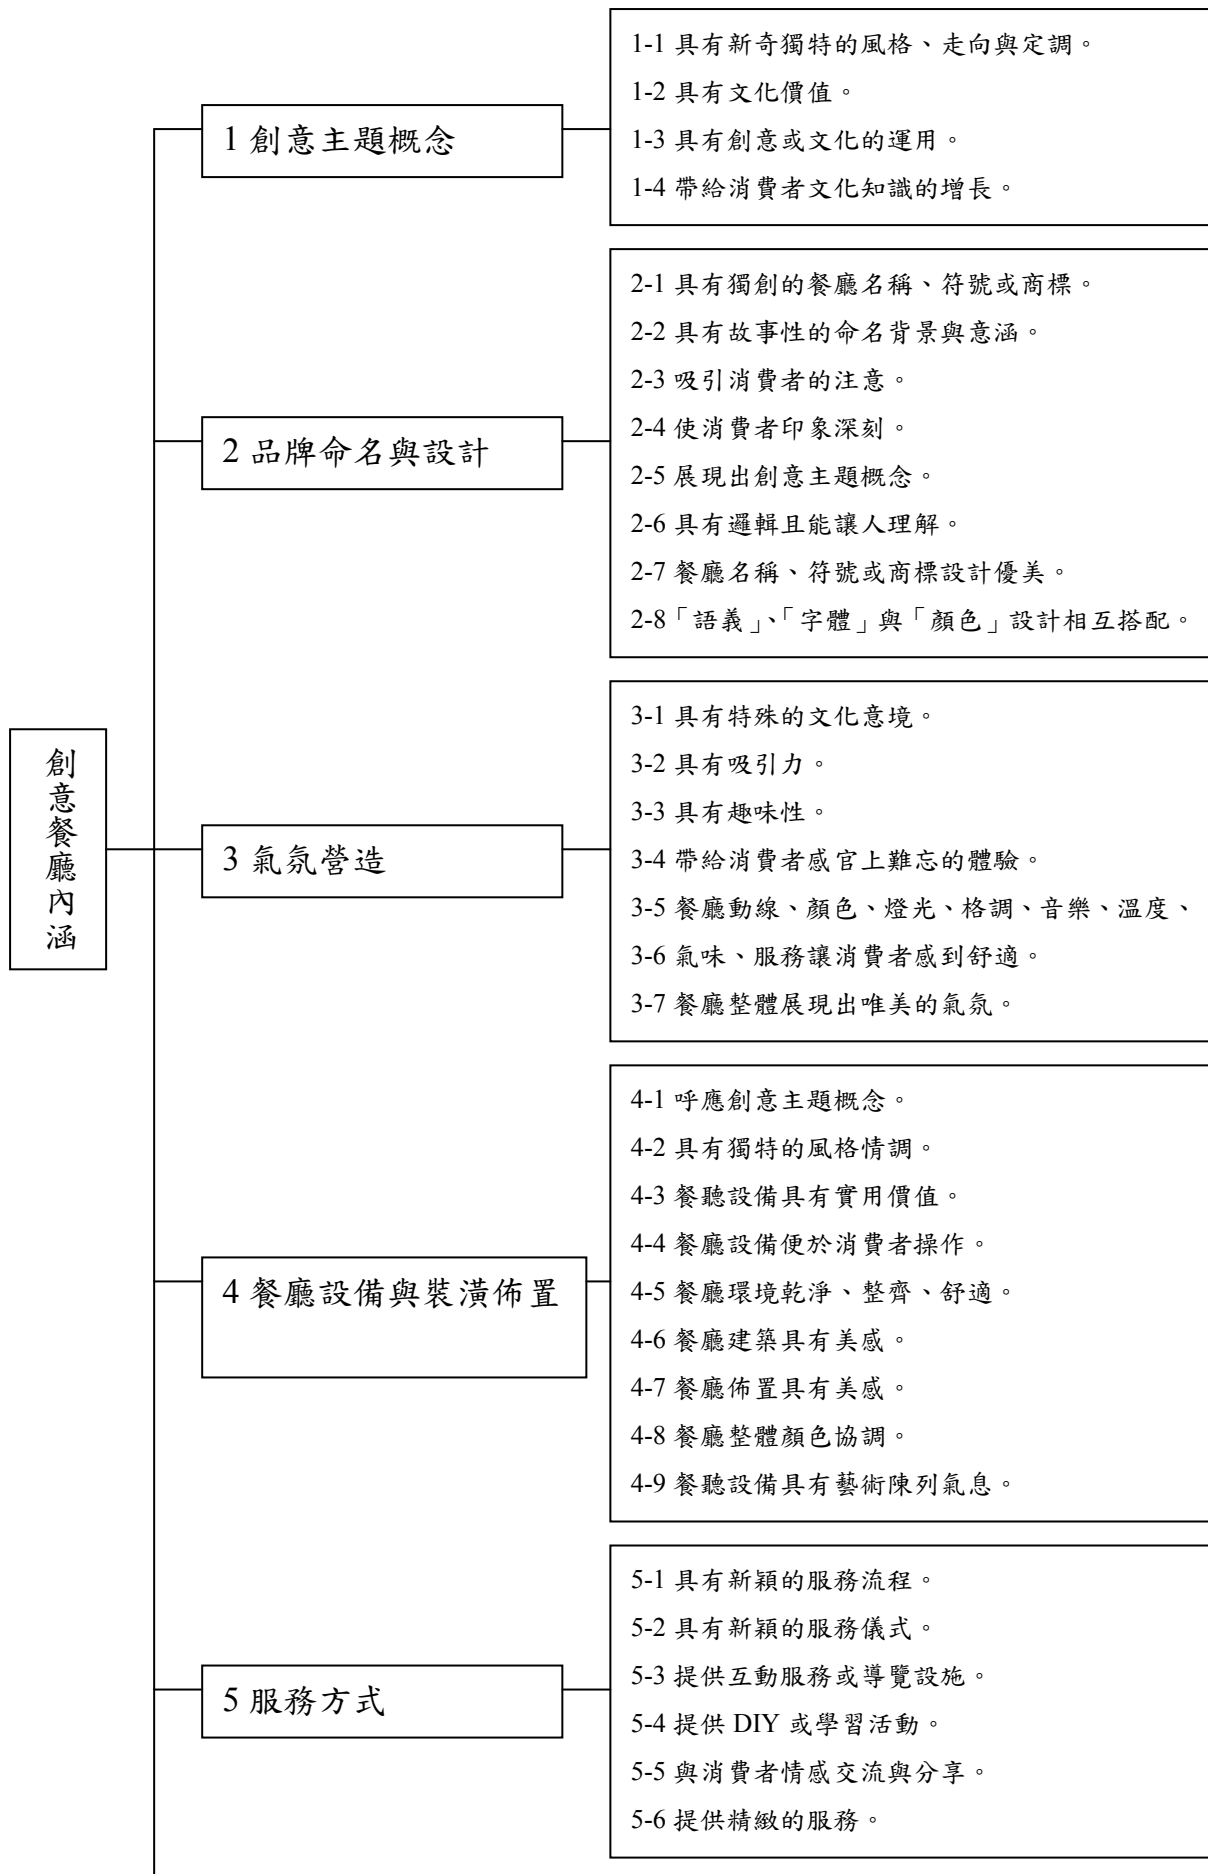 創意餐廳內涵
1 創意主題概念
1-1 具有新奇獨特的風格、走向與定調。
1-2 具有文化價值。
1-3 具有創意或文化的運用。
1-4 帶給消費者文化知識的增長。
2 品牌命名與設計
2-1 具有獨創的餐廳名稱、符號或商標。
2-2 具有故事性的命名背景與意涵。
2-3 吸引消費者的注意。
2-4 使消費者印象深刻。
2-5 展現出創意主題概念。
2-6 具有邏輯且能讓人理解。
2-7 餐廳名稱、符號或商標設計優美。
2-8「語義」、「字體」與「顏色」設計相互搭配。
3 氣氛營造
3-1 具有特殊的文化意境。
3-2 具有吸引力。
3-3 具有趣味性。
3-4 帶給消費者感官上難忘的體驗。
3-5 餐廳動線、顏色、燈光、格調、音樂、溫度、
3-6 氣味、服務讓消費者感到舒適。
3-7 餐廳整體展現出唯美的氣氛。
4 餐廳設備與裝潢佈置
4-1 呼應創意主題概念。
4-2 具有獨特的風格情調。
4-3 餐聽設備具有實用價值。
4-4 餐廳設備便於消費者操作。
4-5 餐廳環境乾淨、整齊、舒適。
4-6 餐廳建築具有美感。
4-7 餐廳佈置具有美感。
4-8 餐廳整體顏色協調。
4-9 餐聽設備具有藝術陳列氣息。
5 服務方式
5-1 具有新穎的服務流程。
5-2 具有新穎的服務儀式。
5-3 提供互動服務或導覽設施。
5-4 提供 DIY 或學習活動。
5-5 與消費者情感交流與分享。
5-6 提供精緻的服務。